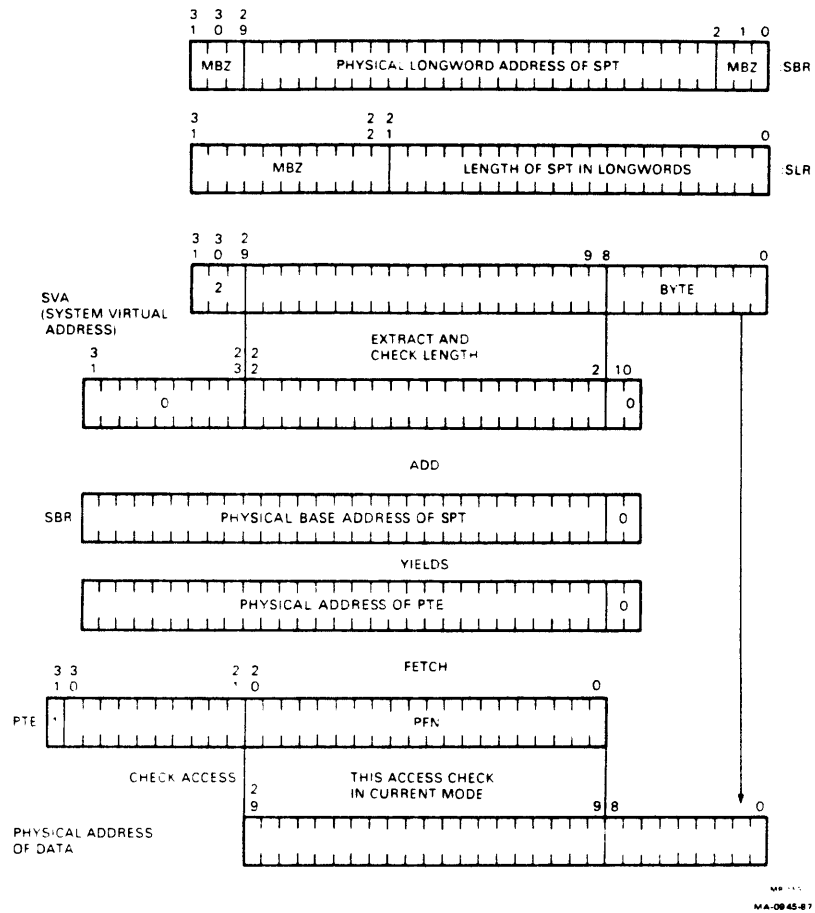 3 3 2 2 1 0
1 0 9
MBZ PHYSICAL LONGWORD ADDRESS OF SPT MBZ :SBR
3 2 2 0
1 2 1
MBZ LENGTH OF SPT IN LONGWORDS :SLR
3 3 2 9 8 0
1 0 9
2 BYTE
SVA
(SYSTEM VIRTUAL
ADDRESS)
EXTRACT AND
CHECK LENGTH
3 2 2 2 10
1 3 2
0 0
ADD
SBR PHYSICAL BASE ADDRESS OF SPT 0
YIELDS
PHYSICAL ADDRESS OF PTE 0
FETCH
3 3 2 2 0
1 0 1 0
PTE 1 PFN
CHECK ACCESS
THIS ACCESS CHECK
IN CURRENT MODE
2 9 8 0
9
PHYSICAL ADDRESS
OF DATA
MA-0845-87